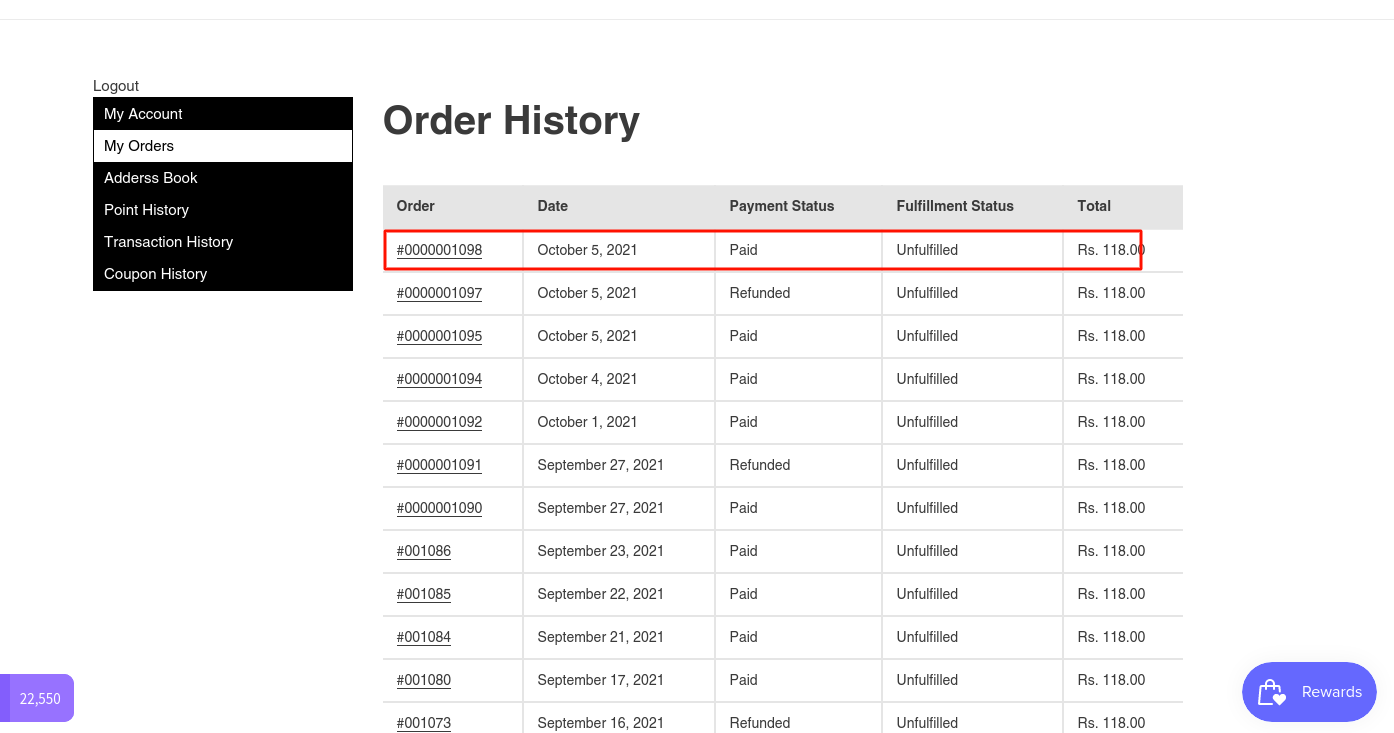 Logout
My Account
My Orders
Adderss Book
Point History
Transaction History
Coupon History
Order History
Order Date Payment Status Fulfillment Status Total
#0000001098 October 5, 2021 Paid Unfulfilled Rs. 118.00
#0000001097 October 5, 2021 Refunded Unfulfilled Rs. 118.00
#0000001095 October 5, 2021 Paid Unfulfilled Rs. 118.00
#0000001094 October 4, 2021 Paid Unfulfilled Rs. 118.00
#0000001092 October 1, 2021 Paid Unfulfilled Rs. 118.00
#0000001091 September 27, 2021 Refunded Unfulfilled Rs. 118.00
#0000001090 September 27, 2021 Paid Unfulfilled Rs. 118.00
#001086 September 23, 2021 Paid Unfulfilled Rs. 118.00
#001085 September 22, 2021 Paid Unfulfilled Rs. 118.00
#001084 September 21, 2021 Paid Unfulfilled Rs. 118.00
#001080 September 17, 2021 Paid Unfulfilled Rs. 118.00
#001073 September 16, 2021 Refunded Unfulfilled Rs. 118.00
22,550
Rewards